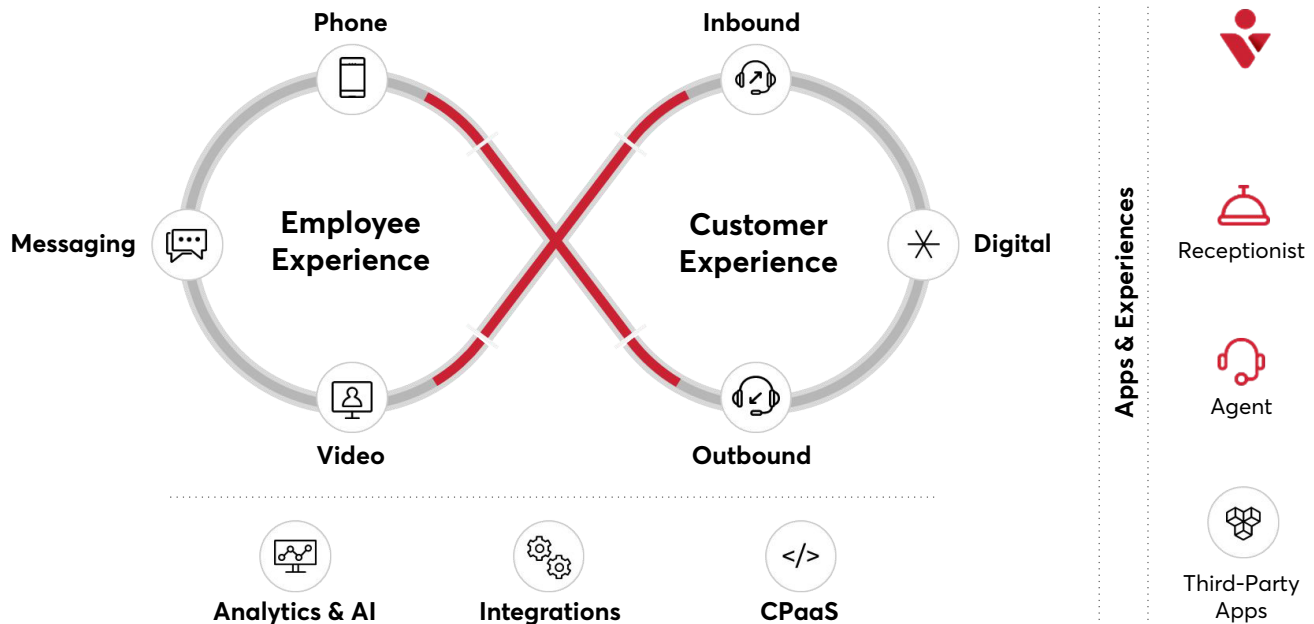 Phone
Inbound
Messaging
Employee
Experience
Customer
Experience
Digital
Video
Outbound
Analytics & AI
Integrations
</>
CPaaS
Apps & Experiences
Receptionist
Agent
Third-Party
Apps